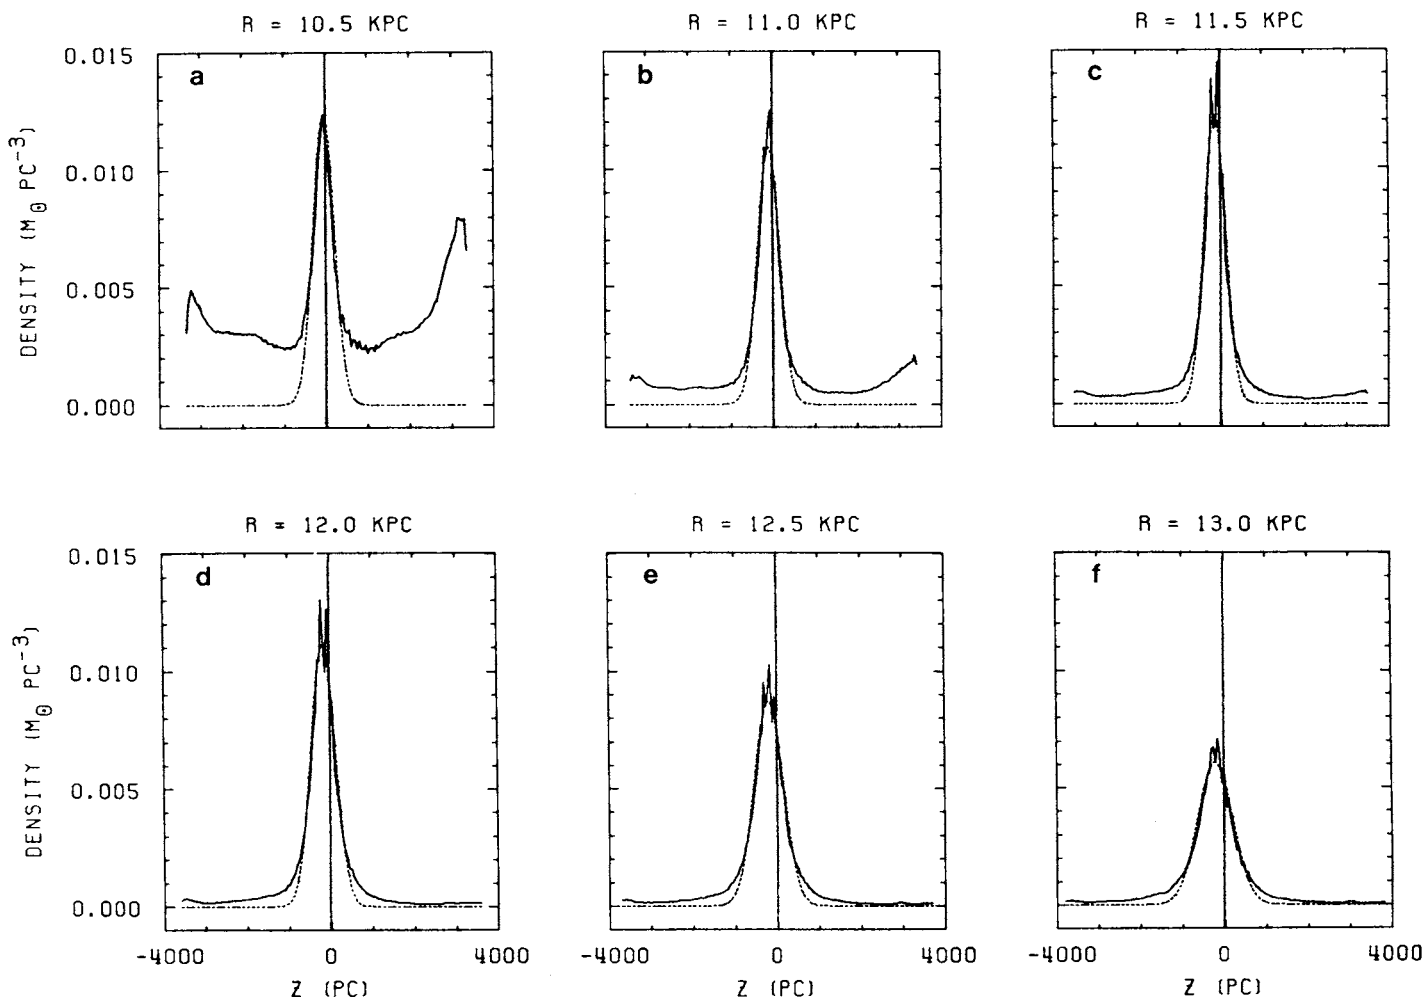 R = 10.5 KPC
R = 11.0 KPC
R = 11.5 KPC
0.015
0.010
0.005
0.000
DENSITY (M⊙ PC⁻³)
a
b
c
R = 12.0 KPC
R = 12.5 KPC
R = 13.0 KPC
0.015
0.010
0.005
0.000
DENSITY (M⊙ PC⁻³)
d
e
f
-4000 0 4000
-4000 0 4000
-4000 0 4000
Z (PC)
Z (PC)
Z (PC)